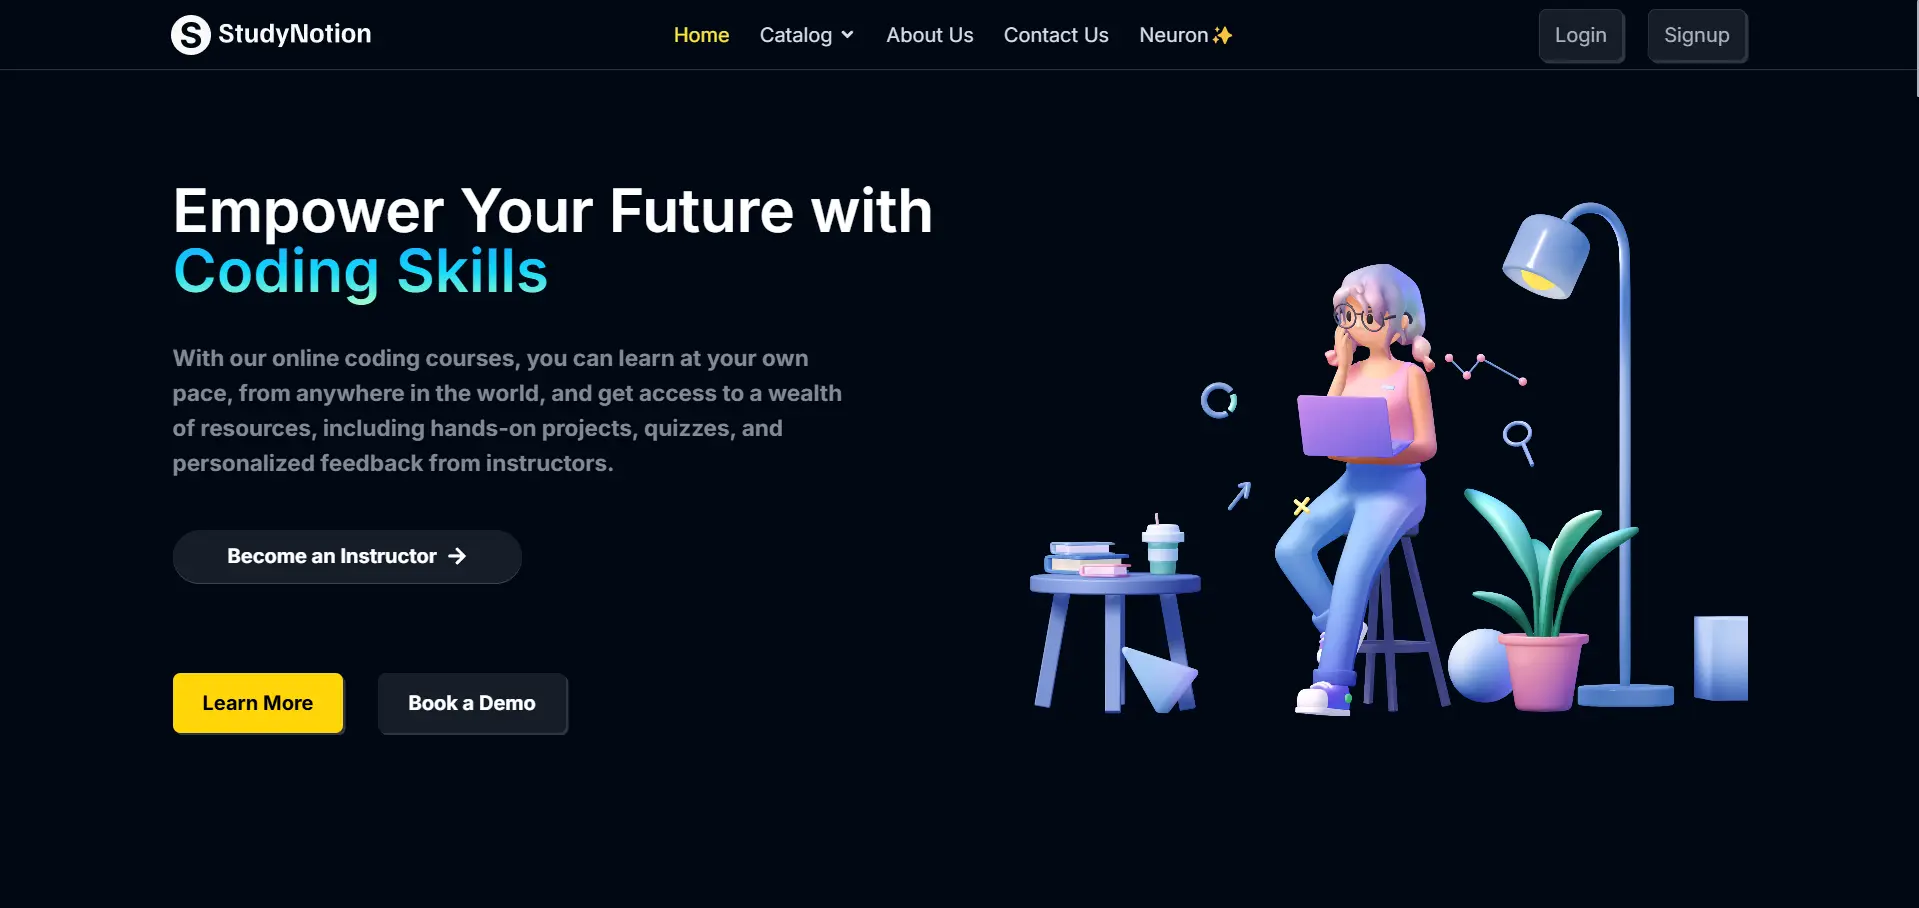 StudyNotion
Home
Catalog
About Us
Contact Us
Neuron✨
Login
Signup
Empower Your Future with
Coding Skills
With our online coding courses, you can learn at your own
pace, from anywhere in the world, and get access to a wealth
of resources, including hands-on projects, quizzes, and
personalized feedback from instructors.
Become an Instructor →
Learn More
Book a Demo